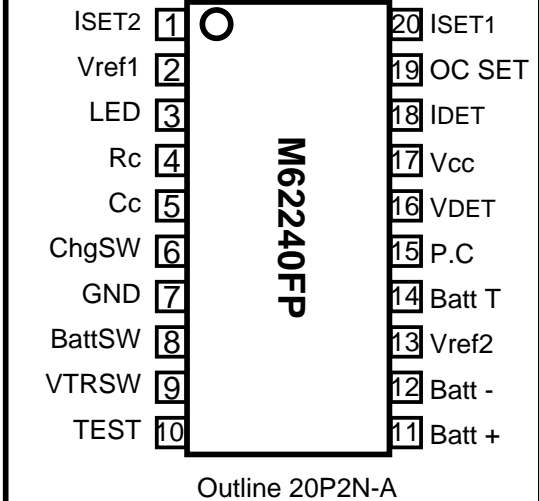 ISET2 1 20 ISET1
Vref1 2 19 OC SET
LED 3 18 IDET
Rc 4 17 Vcc
Cc 5 16 VDET
ChgSW 6 15 P.C
GND 7 14 Batt T
BattSW 8 13 Vref2
VTRSW 9 12 Batt -
TEST 10 11 Batt +
M62240FP
Outline 20P2N-A